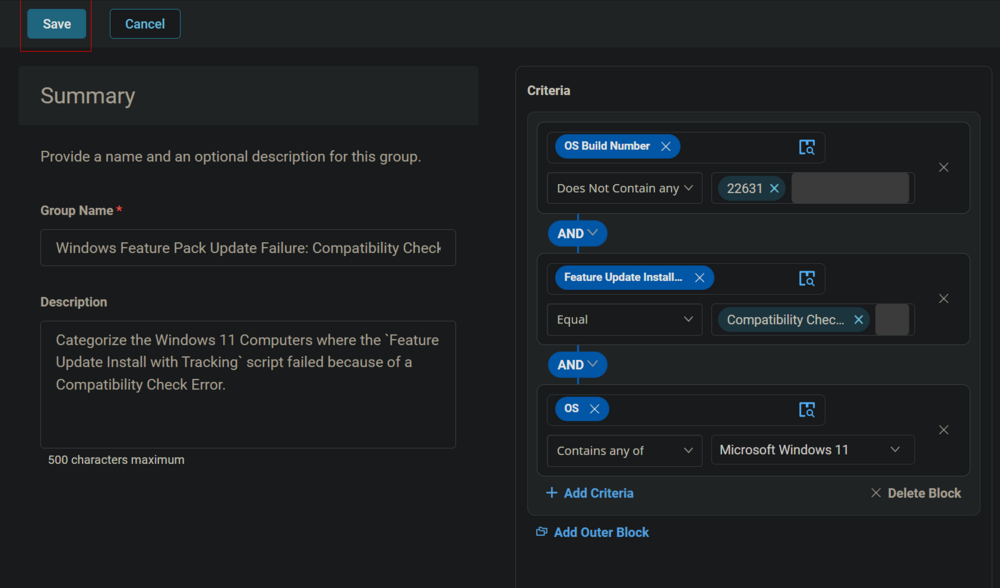 Save
Cancel
Summary
Provide a name and an optional description for this group.
Group Name *
Windows Feature Pack Update Failure: Compatibility Check
Description
Categorize the Windows 11 Computers where the `Feature
Update Install with Tracking` script failed because of a
Compatibility Check Error.
500 characters maximum
Criteria
OS Build Number
Does Not Contain any
22631
AND
Feature Update Install...
Equal
Compatibility Chec...
AND
OS
Contains any of
Microsoft Windows 11
Add Criteria
Delete Block
Add Outer Block